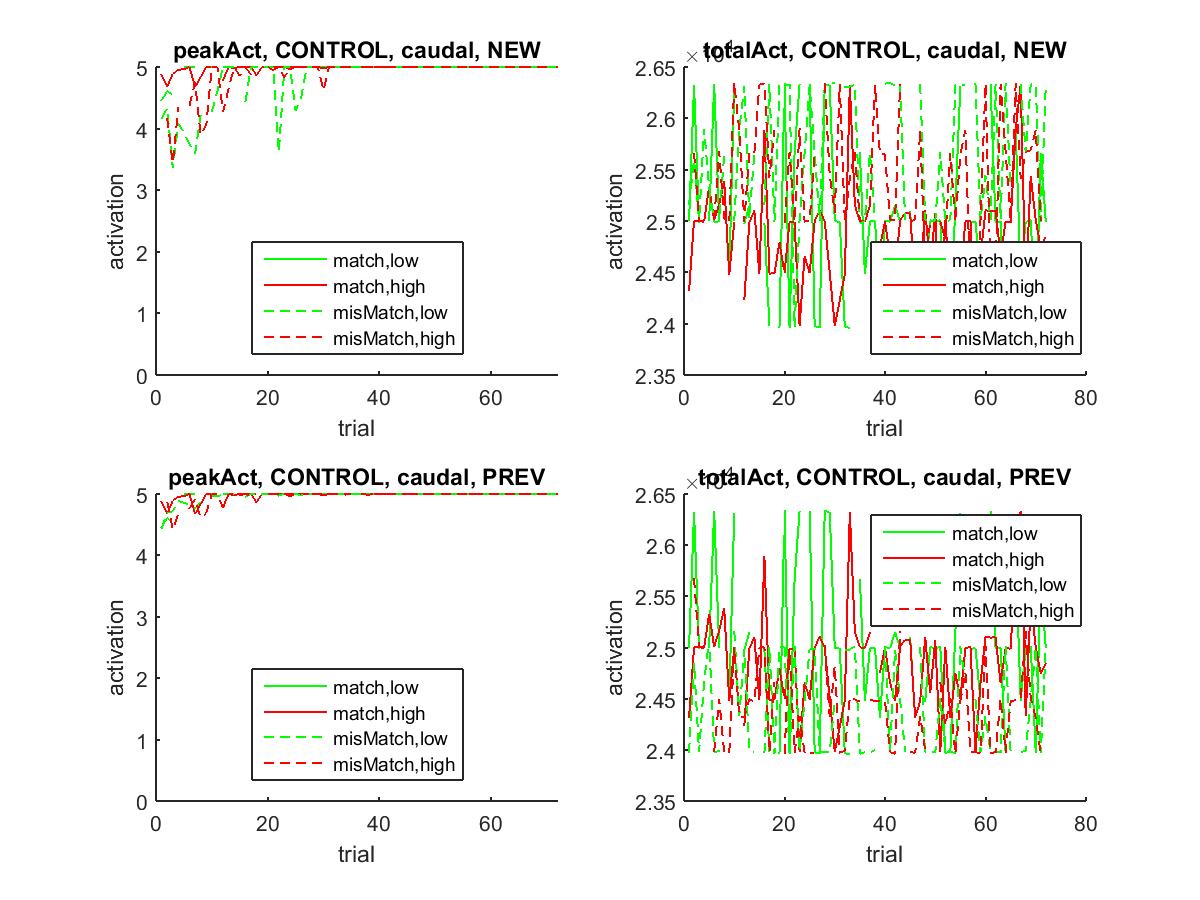 peakAct, CONTROL, caudal, NEW
5
4
3
2
1
0
activation
match,low
match,high
misMatch,low
misMatch,high
0 20 40 60
trial
totalAct, CONTROL, caudal, NEW
2.65
2.6
2.55
2.5
2.45
2.4
2.35
activation
match,low
match,high
misMatch,low
misMatch,high
0 20 40 60 80
trial
peakAct, CONTROL, caudal, PREV
5
4
3
2
1
0
activation
match,low
match,high
misMatch,low
misMatch,high
0 20 40 60
trial
totalAct, CONTROL, caudal, PREV
2.65
2.6
2.55
2.5
2.45
2.4
2.35
activation
match,low
match,high
misMatch,low
misMatch,high
0 20 40 60 80
trial